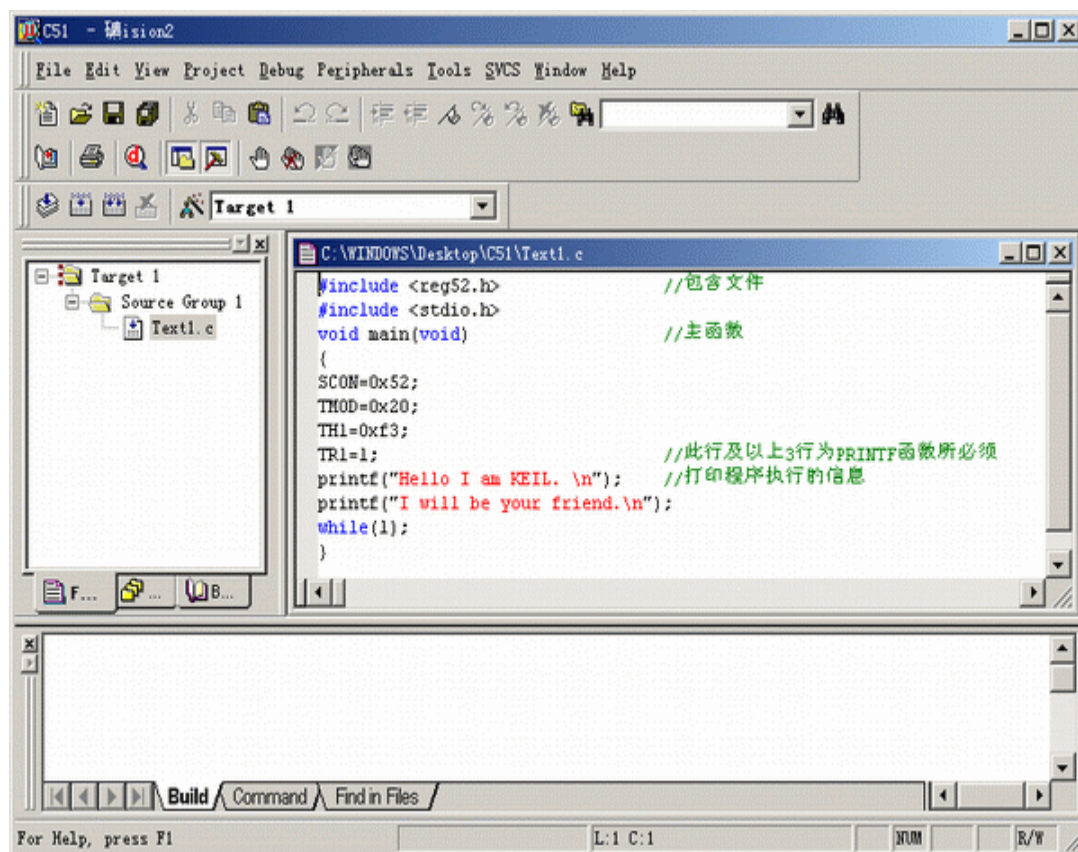 C51 - 礦ision2
File Edit View Project Debug Peripherals Tools SVCS Window Help
Target 1
C:\WINDOWS\Desktop\C51\Text1.c
Target 1
Source Group 1
Text1.c
#include <reg52.h> //包含文件
#include <stdio.h>
void main(void) //主函数
{
SCON=0x52;
TMOD=0x20;
TH1=0xf3;
TR1=1; //此行及以上3行为PRINTF函数所必须
printf("Hello I am KEIL. \n"); //打印程序执行的信息
printf("I will be your friend.\n");
while(1);
}
F... ... B...
Build Command Find in Files
For Help, press F1 L:1 C:1 NUM R/W